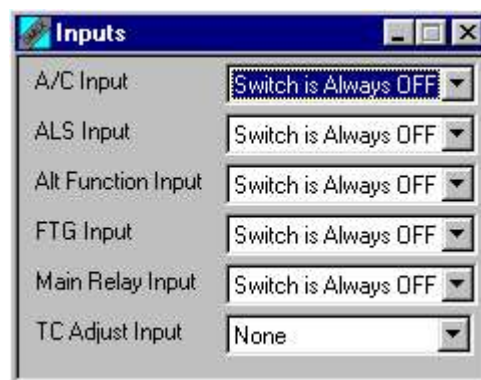 Inputs
A/C Input Switch is Always OFF
ALS Input Switch is Always OFF
Alt Function Input Switch is Always OFF
FTG Input Switch is Always OFF
Main Relay Input Switch is Always OFF
TC Adjust Input None